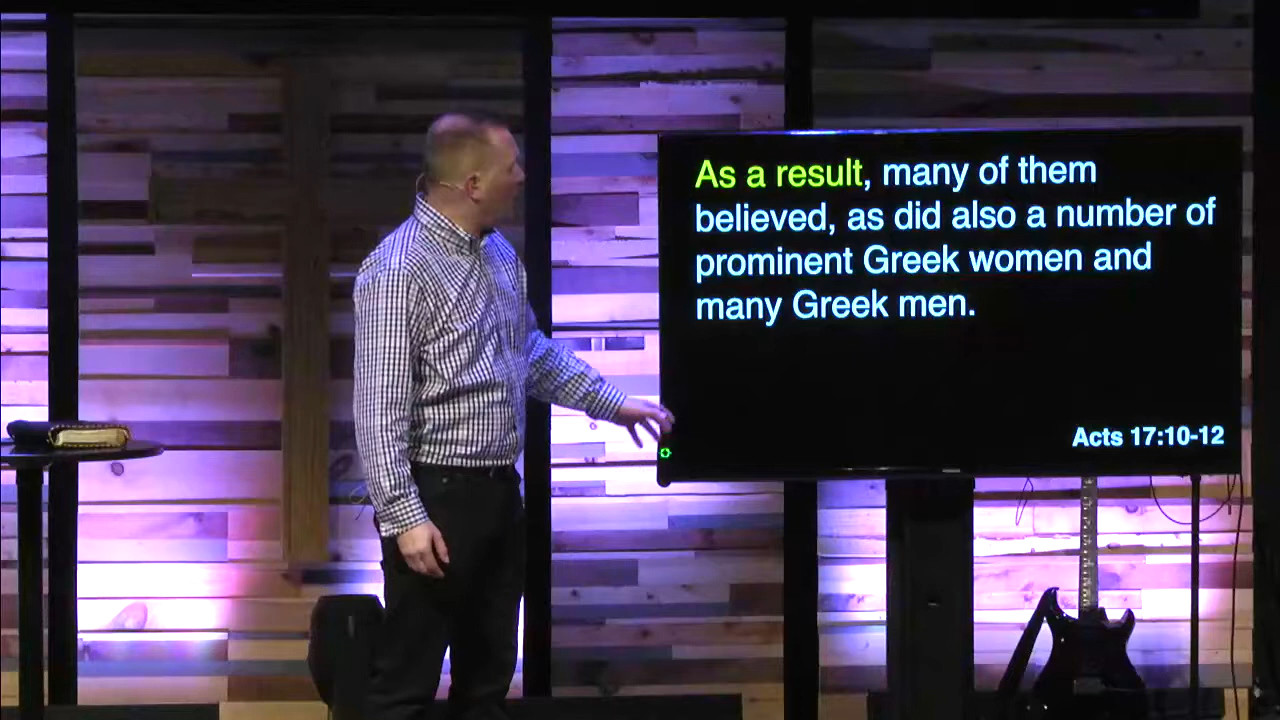 As a result, many of them
believed, as did also a number of
prominent Greek women and
many Greek men.
Acts 17:10-12